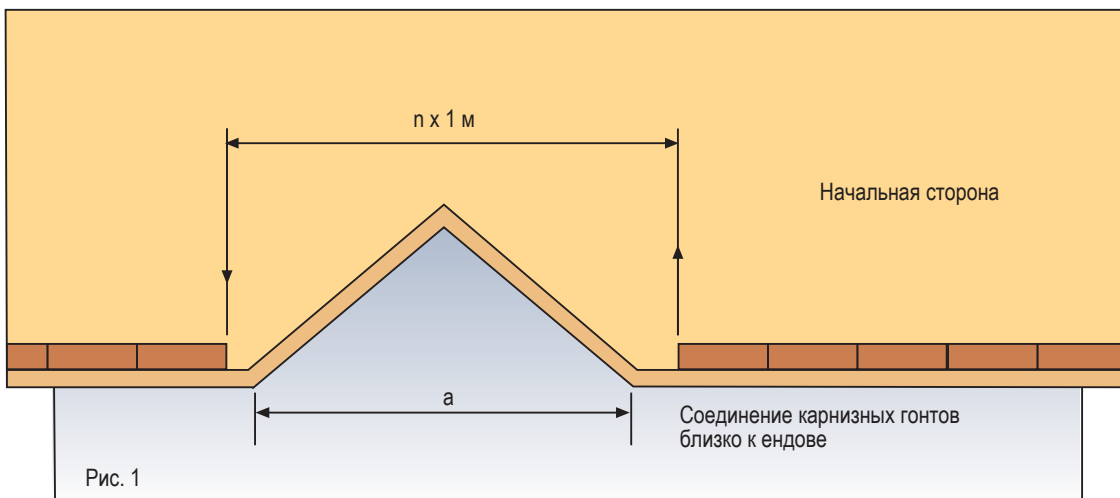 n x 1 м
Начальная сторона
a
Соединение карнизных гонтов
близко к ендове
Рис. 1